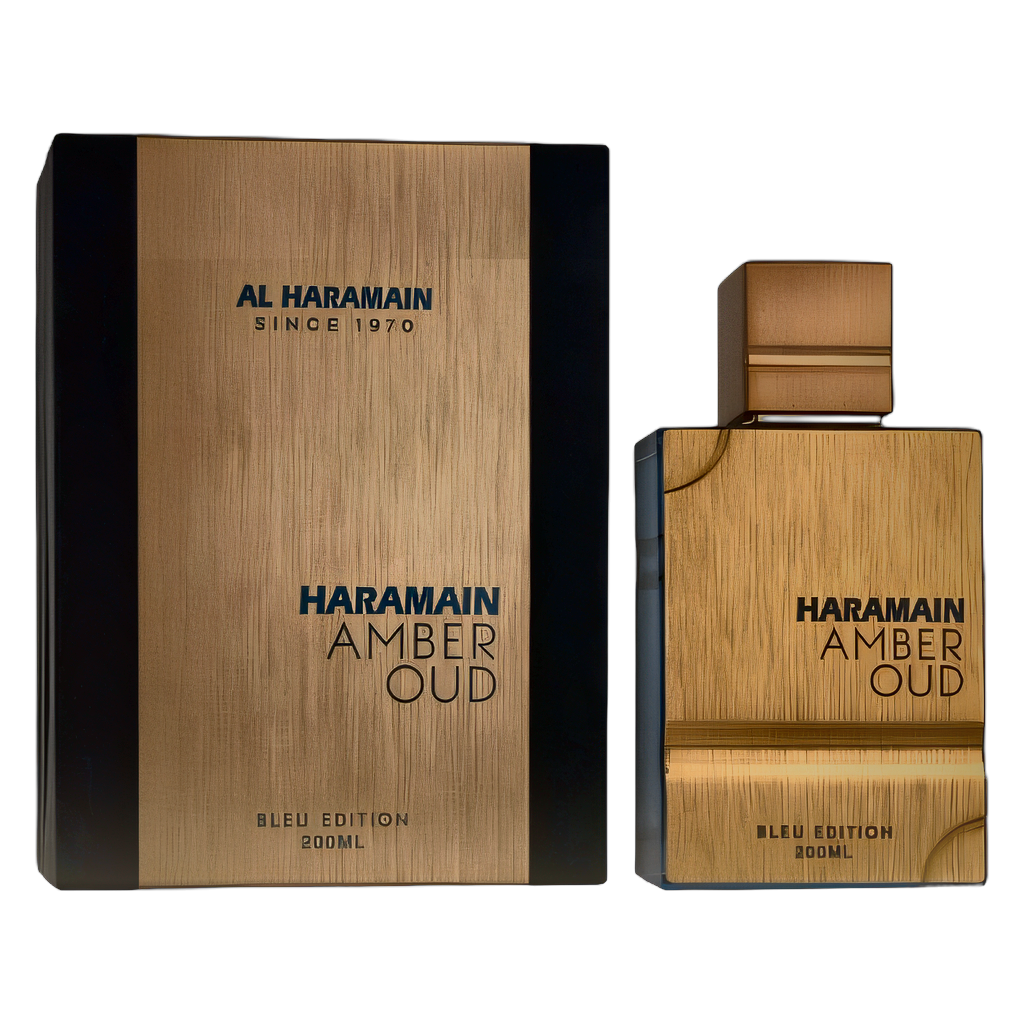 AL HARAMAIN
SINCE 1970
HARAMAIN
AMBER
OUD
BLEU EDITION
200ML
HARAMAIN
AMBER
OUD
BLEU EDITION
200ML